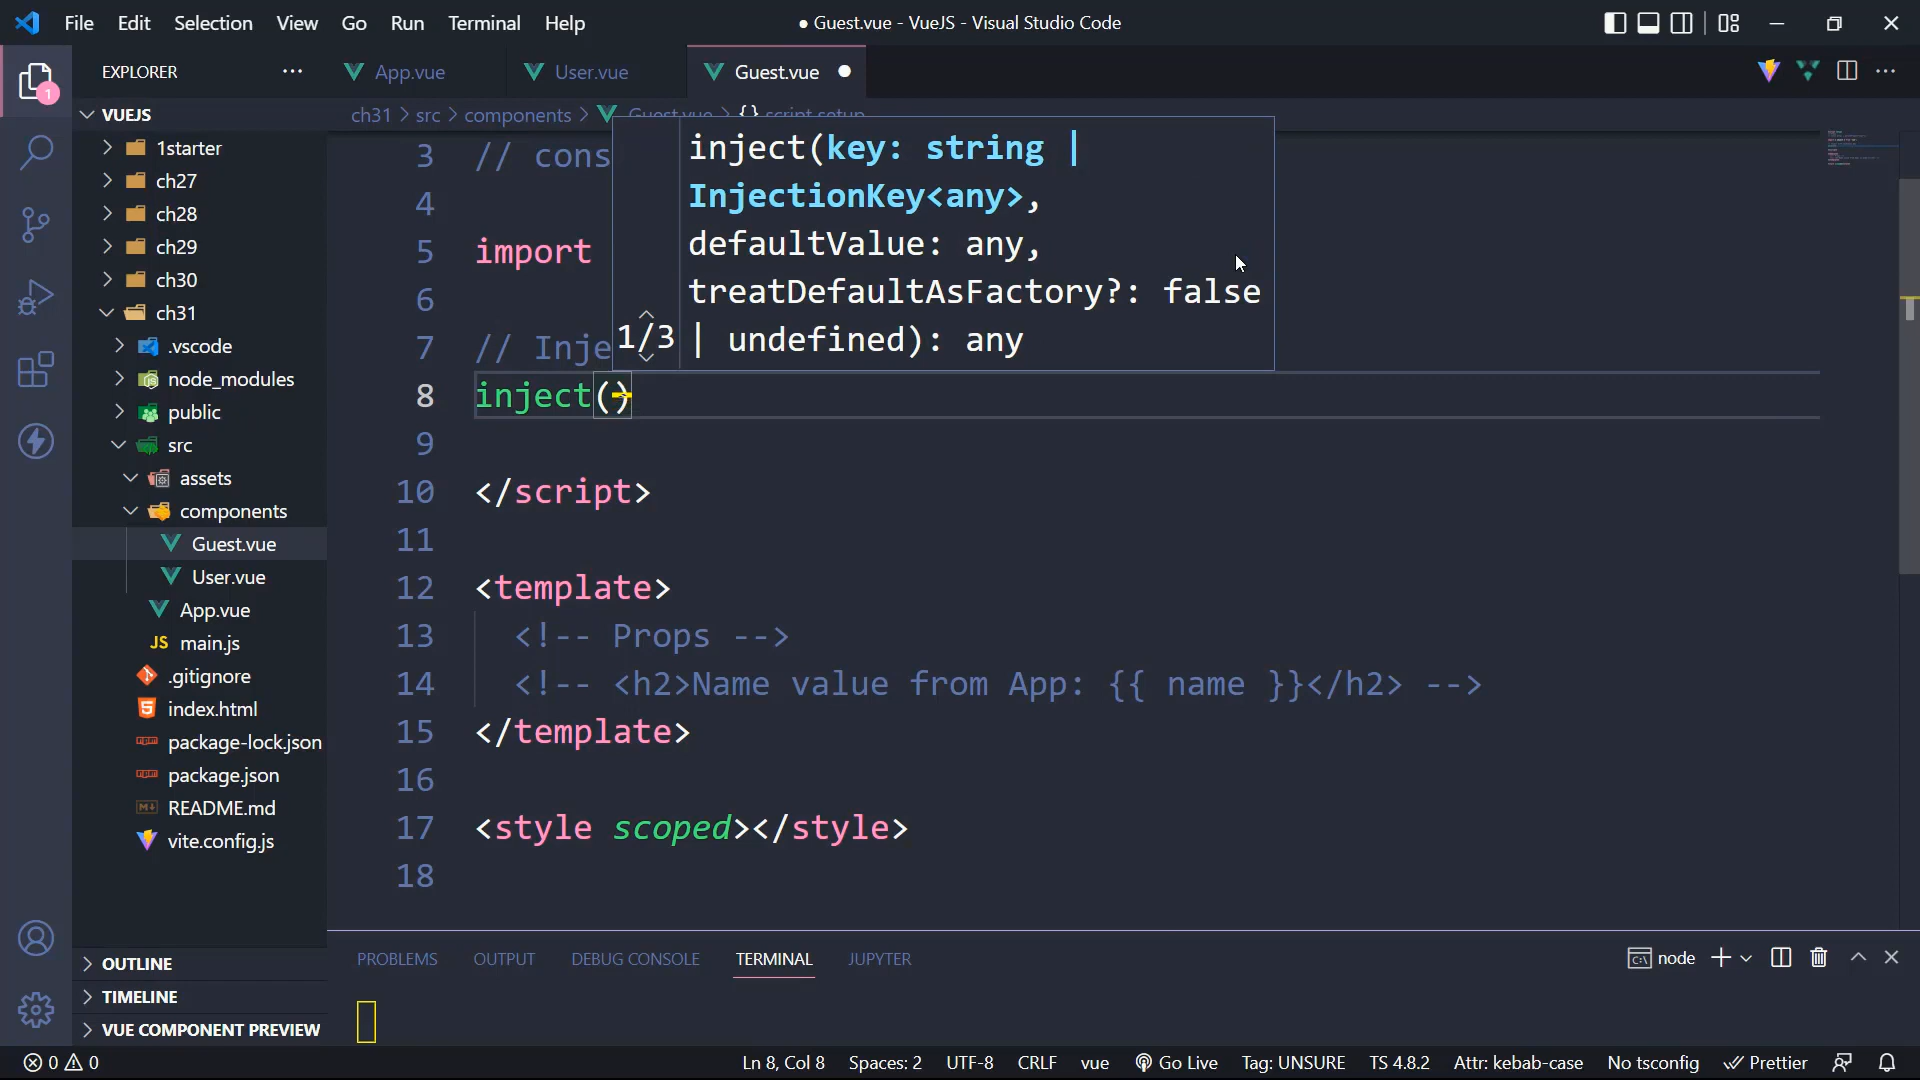 File Edit Selection View Go Run Terminal Help
● Guest.vue - VueJS - Visual Studio Code
EXPLORER
App.vue
User.vue
Guest.vue
1
VUEJS
1starter
ch27
ch28
ch29
ch30
ch31
.vscode
node_modules
public
src
assets
components
Guest.vue
User.vue
App.vue
JS main.js
.gitignore
index.html
package-lock.json
package.json
README.md
vite.config.js
OUTLINE
TIMELINE
VUE COMPONENT PREVIEW
ch31 > src > components > Guest.vue > {} script setup
3 // cons
4
5 import
6
7 // Inje
8 inject()
9
10 </script>
11
12 <template>
13 <!-- Props -->
14 <!-- <h2>Name value from App: {{ name }}</h2> -->
15 </template>
16
17 <style scoped></style>
18
inject(key: string |
InjectionKey<any>,
defaultValue: any,
treatDefaultAsFactory?: false
1/3 | undefined): any
PROBLEMS OUTPUT DEBUG CONSOLE TERMINAL JUPYTER
node
0 0
Ln 8, Col 8 Spaces: 2 UTF-8 CRLF vue Go Live Tag: UNSURE TS 4.8.2 Attr: kebab-case No tsconfig Prettier